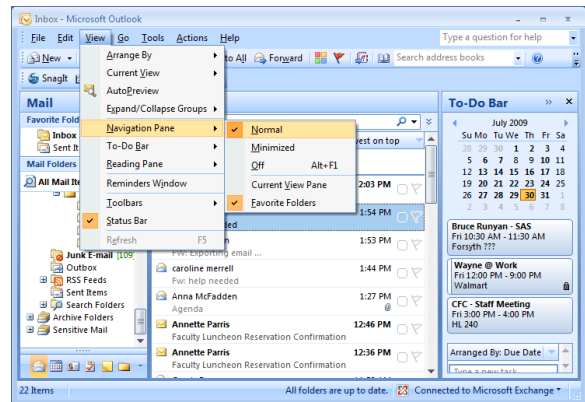 Inbox - Microsoft Outlook
File Edit View Go Tools Actions Help
Type a question for help
New
to All Forward
Search address books
SnagIt
Arrange By
Current View
AutoPreview
Expand/Collapse Groups
Navigation Pane
To-Do Bar
Reading Pane
Reminders Window
Toolbars
Status Bar
Refresh F5
Normal
Minimized
Off Alt+F1
Current View Pane
Favorite Folders
Mail
Favorite Fold
Inbox
Sent It
Mail Folders
All Mail Ite
Junk E-mail [109]
Outbox
RSS Feeds
Sent Items
Search Folders
Archive Folders
Sensitive Mail
est on top
2:03 PM
1:54 PM
ded
n 1:53 PM
FW: Exporting email ...
caroline merrell 1:44 PM
Fw: help needed
Anna McFadden 1:27 PM
Agenda
Annette Parris 12:46 PM
Faculty Luncheon Reservation Confirmation
Annette Parris 12:36 PM
Faculty Luncheon Reservation Confirmation
To-Do Bar
July 2009
Su Mo Tu We Th Fr Sa
28 29 30 1 2 3 4
5 6 7 8 9 10 11
12 13 14 15 16 17 18
19 20 21 22 23 24 25
26 27 28 29 30 31 1
2 3 4 5 6 7 8
Bruce Runyan - SAS
Fri 10:30 AM - 11:30 AM
Forsyth ???
Wayne @ Work
Fri 12:00 PM - 9:00 PM
Walmart
CFC - Staff Meeting
Fri 3:00 PM - 4:00 PM
HL 240
Arranged By: Due Date
Type a new task
22 Items
All folders are up to date.
Connected to Microsoft Exchange